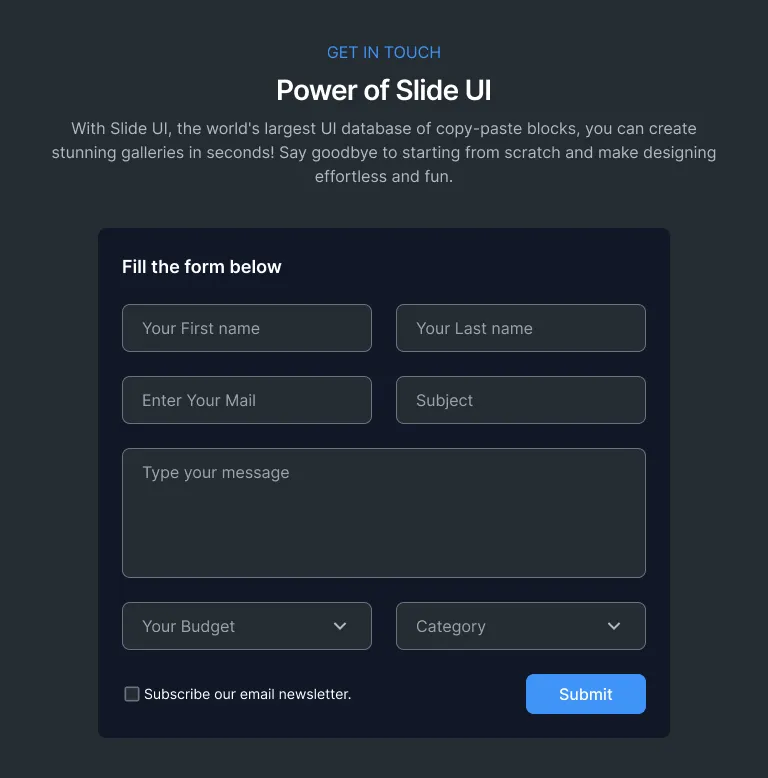 GET IN TOUCH
Power of Slide UI
With Slide UI, the world's largest UI database of copy-paste blocks, you can create
stunning galleries in seconds! Say goodbye to starting from scratch and make designing
effortless and fun.
Fill the form below
Your First name
Your Last name
Enter Your Mail
Subject
Type your message
Your Budget
Category
Subscribe our email newsletter.
Submit